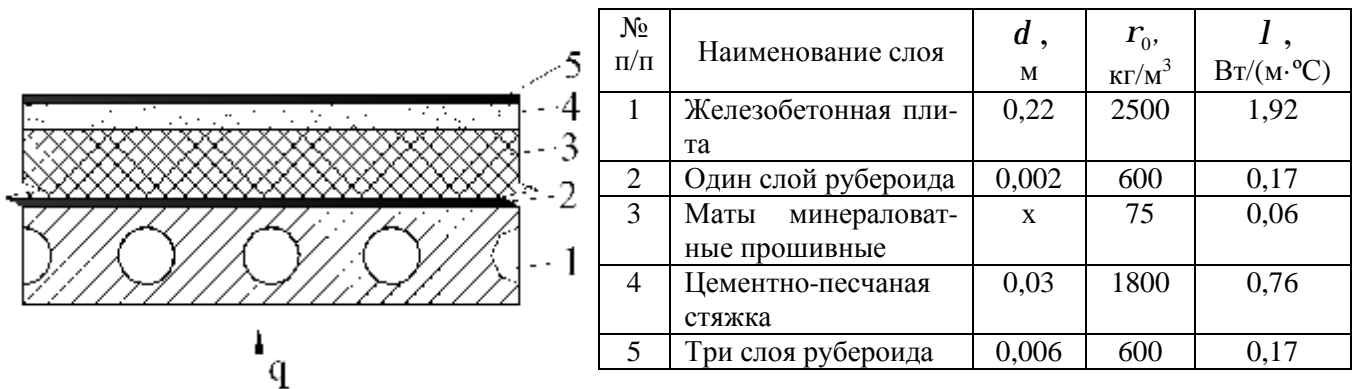 5
4
3
2
1
q
№ п/п Наименование слоя d , м r₀, кг/м³ l , Вт/(м·ºС)
1 Железобетонная пли-
та 0,22 2500 1,92
2 Один слой рубероида 0,002 600 0,17
3 Маты минераловат-
ные прошивные х 75 0,06
4 Цементно-песчаная
стяжка 0,03 1800 0,76
5 Три слоя рубероида 0,006 600 0,17